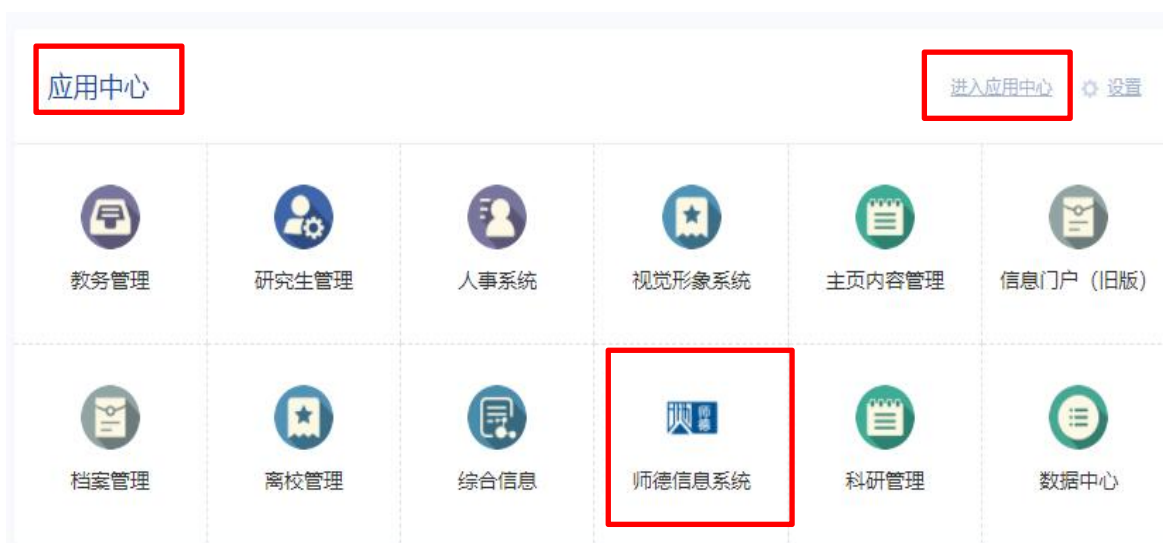 应用中心
进入应用中心 设置
教务管理 研究生管理 人事系统 视觉形象系统 主页内容管理 信息门户（旧版）
师德
档案管理 离校管理 综合信息 师德信息系统 科研管理 数据中心